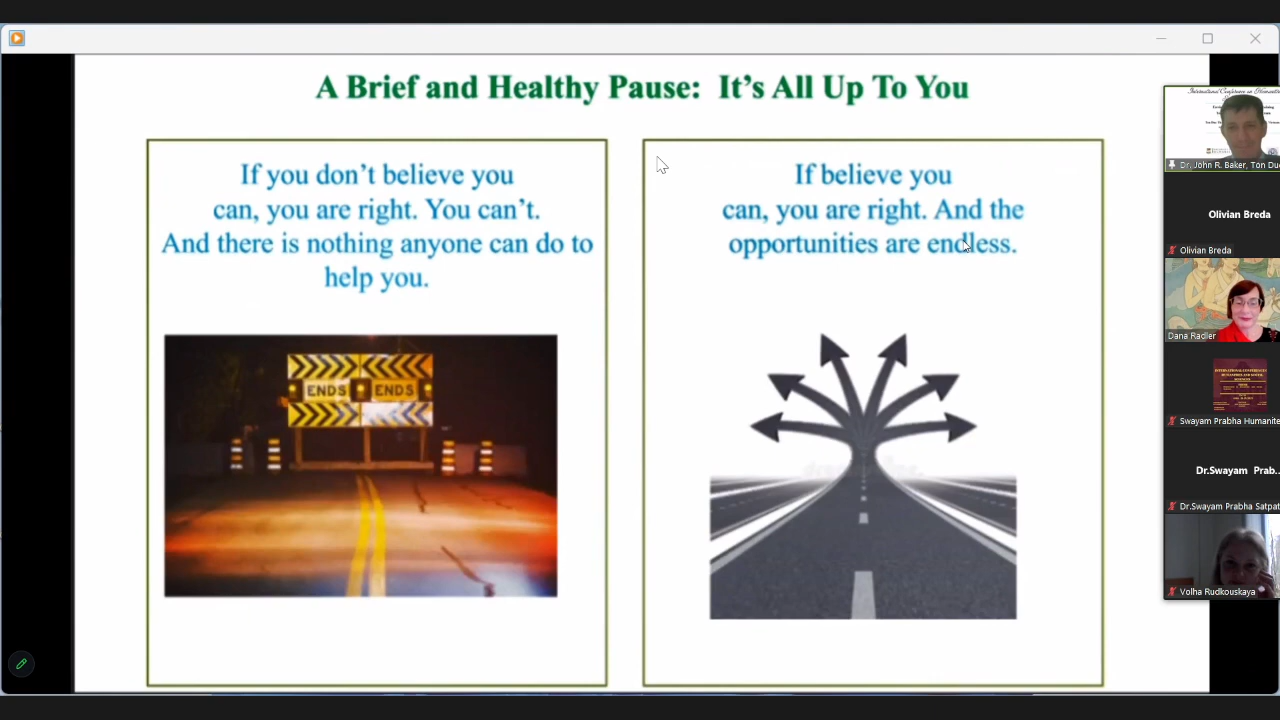 A Brief and Healthy Pause: It's All Up To You
If you don't believe you
can, you are right. You can't.
And there is nothing anyone can do to
help you.
ENDS ENDS
If believe you
can, you are right. And the
opportunities are endless.
International Conference on
Dr. John R. Baker, Ton Du
Olivian Breda
Olivian Breda
Dana Radler
Swayam Prabha Humanite
Dr.Swayam Prab...
Dr.Swayam Prabha Satpat
Volha Rudkouskaya